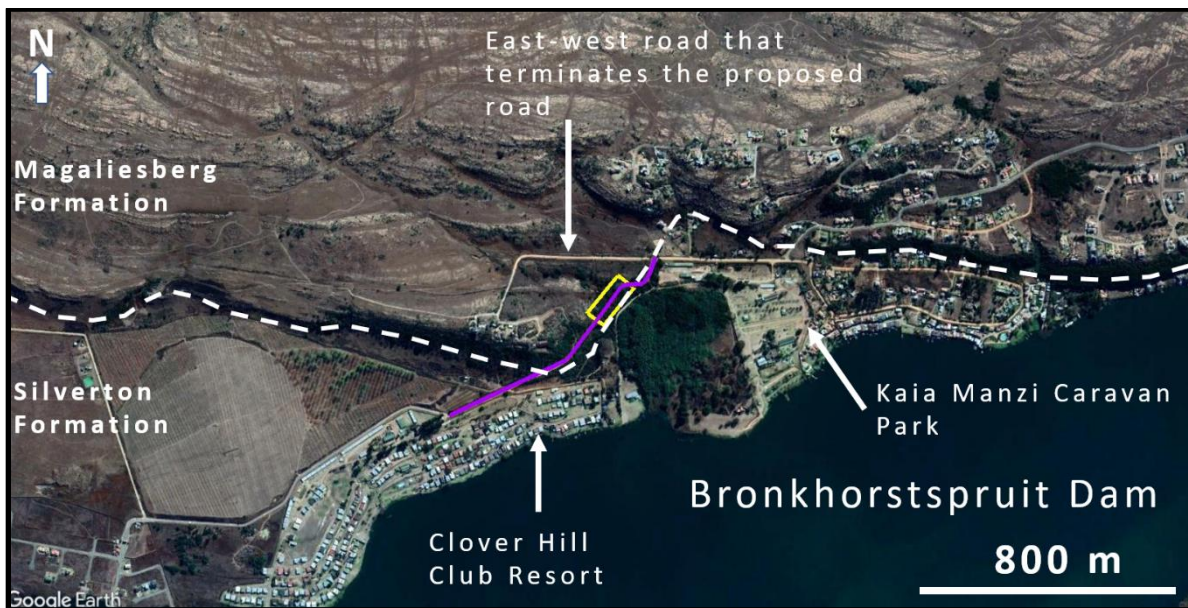 N
East-west road that
terminates the proposed
road
Magaliesberg
Formation
Silverton
Formation
Kaia Manzi Caravan
Park
Bronkhorstspruit Dam
Clover Hill
Club Resort
800 m
Google Earth